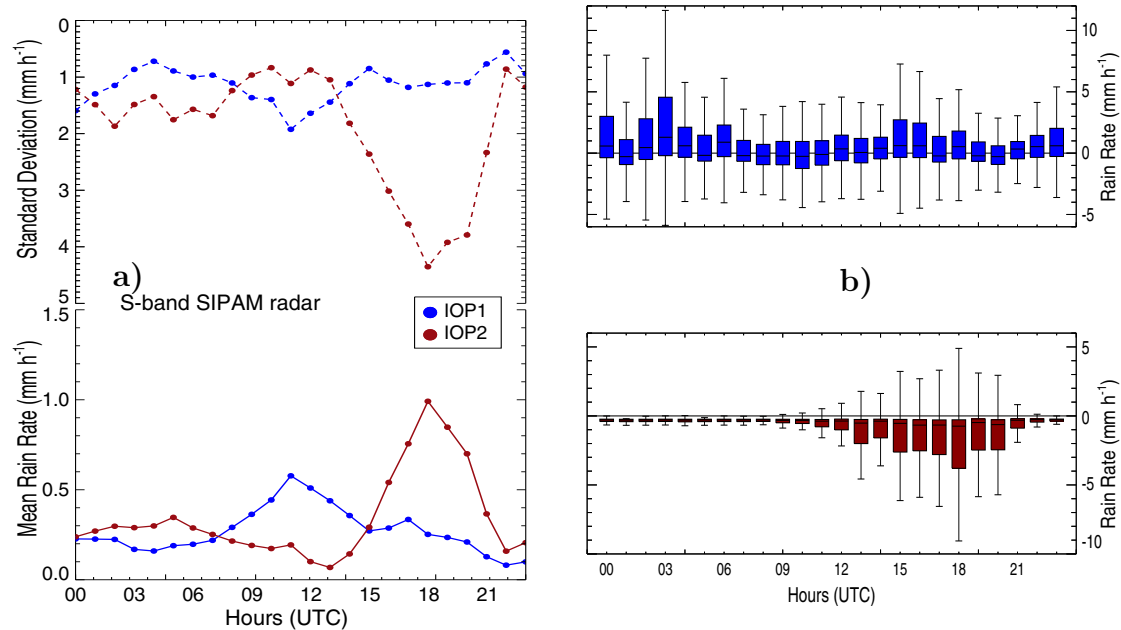 Standard Deviation (mm h⁻¹)
0
1
2
3
4
5
a)
S-band SIPAM radar
IOP1
IOP2
Mean Rain Rate (mm h⁻¹)
1.5
1.0
0.5
0.0
00 03 06 09 12 15 18 21
Hours (UTC)
10
5
0
-5
Rain Rate (mm h⁻¹)
b)
5
0
-5
-10
Rain Rate (mm h⁻¹)
00 03 06 09 12 15 18 21
Hours (UTC)